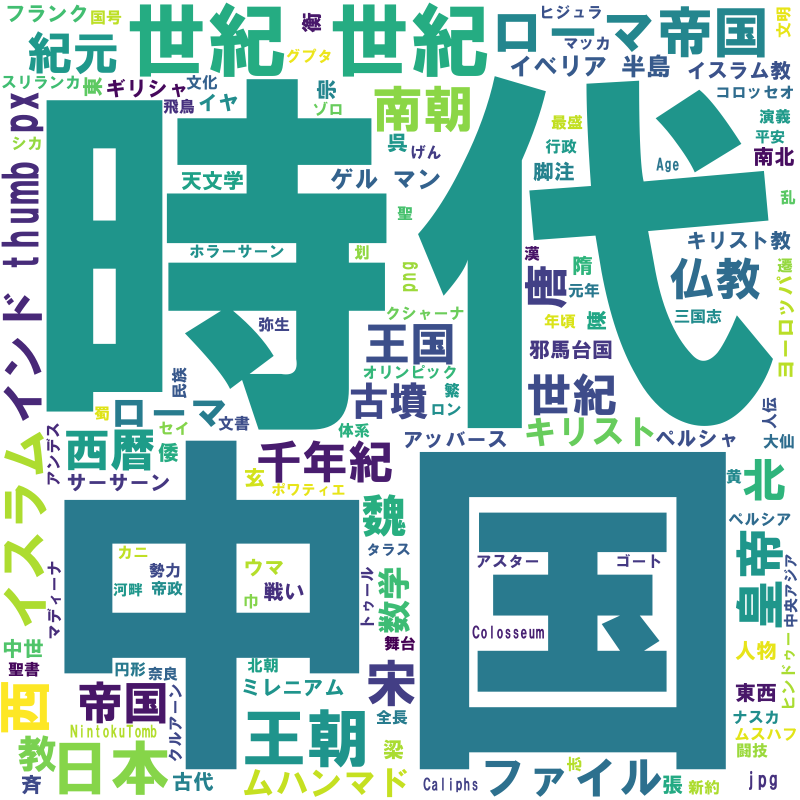 フランク
国号
世紀
世紀
衡
ヒジュラ
ローマ帝国
マッカ
文明
紀元
グプタ
イベリア
半島
イスラム教
スリランカ
東
ギリシャ
文化
宗
コロッセオ
thumb px
飛鳥
イヤ
ゾロ
南朝
最盛
演義
シカ
呉
げん
行政
平安
南北
天文学
ゲルマン
脚注
Age
時代
聖
乱
ホラーサーン
划
漢
キリスト教
png
唐
隋
仏教
ヨーロッパ
遷
インド
クシャーナ
元年
弥生
年頃
陳
三国志
王国
邪馬台国
オリンピック
民族
古墳
繁
世紀
蜀
ローマ
文書
ロン
人伝
セイ
体系
アッバース
キリスト
ペルシャ
大仙
アンデス
西暦
倭
千年紀
イスラム
サーサーン
玄
ポワティエ
北
黄
魏
ペルシア
中国
カニ
ウマ
タラス
アスター
ゴート
皇帝
中央アジア
マディーナ
勢力
河畔
帝政
巾
戦い
トゥール
数学
Colosseum
中世
舞台
人物
ヒンドゥー
聖書
円形
奈良
北朝
宋
西
帝国
ミレニアム
東西
クルアーン
全長
ナスカ
NintokuTomb
王朝
ムスハフ
教
日本
梁
闘技
斉
古代
ムハンマド
Caliphs
ファイル
張
新約
jpg